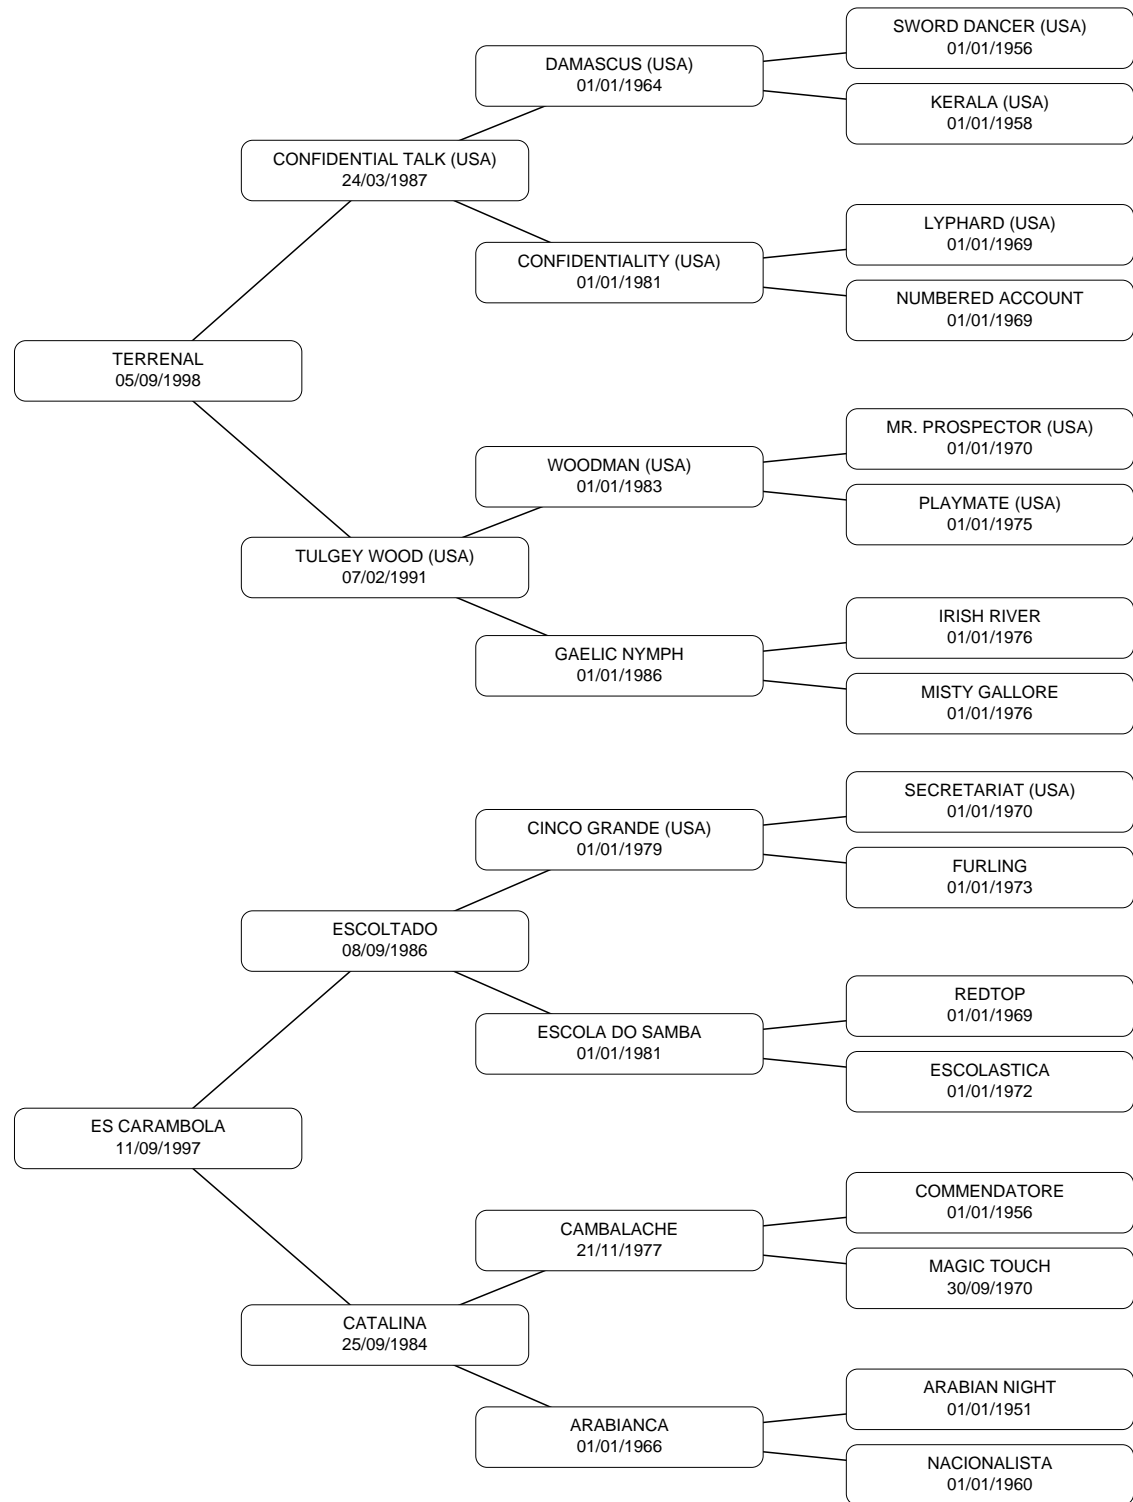 SWORD DANCER (USA)
01/01/1956
DAMASCUS (USA)
01/01/1964
KERALA (USA)
01/01/1958
CONFIDENTIAL TALK (USA)
24/03/1987
LYPHARD (USA)
01/01/1969
CONFIDENTIALITY (USA)
01/01/1981
NUMBERED ACCOUNT
01/01/1969
TERRENAL
05/09/1998
MR. PROSPECTOR (USA)
01/01/1970
WOODMAN (USA)
01/01/1983
PLAYMATE (USA)
01/01/1975
TULGEY WOOD (USA)
07/02/1991
IRISH RIVER
01/01/1976
GAELIC NYMPH
01/01/1986
MISTY GALLORE
01/01/1976
SECRETARIAT (USA)
01/01/1970
CINCO GRANDE (USA)
01/01/1979
FURLING
01/01/1973
ESCOLTADO
08/09/1986
REDTOP
01/01/1969
ESCOLA DO SAMBA
01/01/1981
ESCOLASTICA
01/01/1972
ES CARAMBOLA
11/09/1997
COMMENDATORE
01/01/1956
CAMBALACHE
21/11/1977
MAGIC TOUCH
30/09/1970
CATALINA
25/09/1984
ARABIAN NIGHT
01/01/1951
ARABIANCA
01/01/1966
NACIONALISTA
01/01/1960